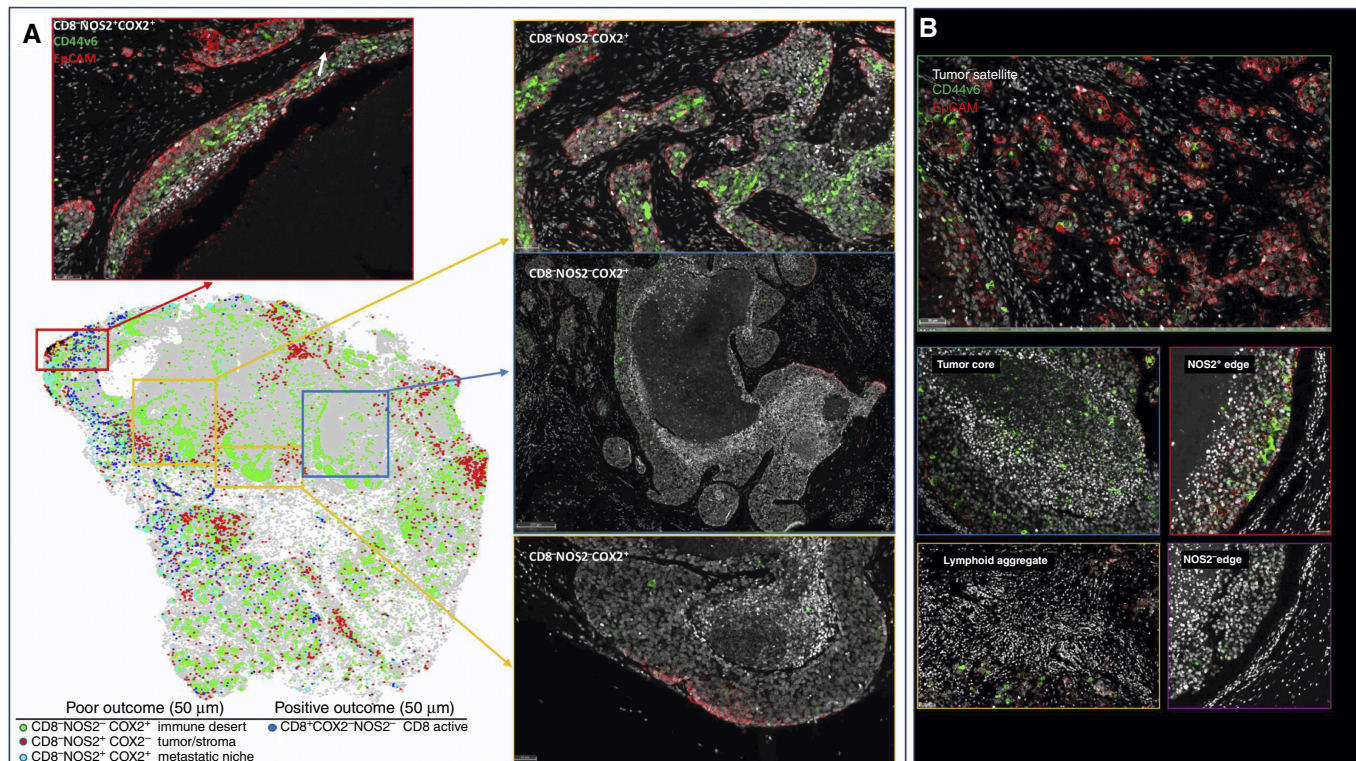 A
CD8⁻NOS2⁺COX2⁺
CD44v6
EpCAM
CD8⁻NOS2⁻COX2⁺
CD8⁻NOS2⁻COX2⁺
CD8⁻NOS2⁻COX2⁺
Poor outcome (50 μm)
Positive outcome (50 μm)
CD8⁻NOS2⁻ COX2⁺ immune desert
CD8⁺COX2⁻NOS2⁻ CD8 active
CD8⁻NOS2⁺ COX2⁻ tumor/stroma
CD8⁻NOS2⁺ COX2⁺ metastatic niche
B
Tumor satellite
CD44v6
EpCAM
Tumor core
NOS2⁺ edge
Lymphoid aggregate
NOS2⁻ edge